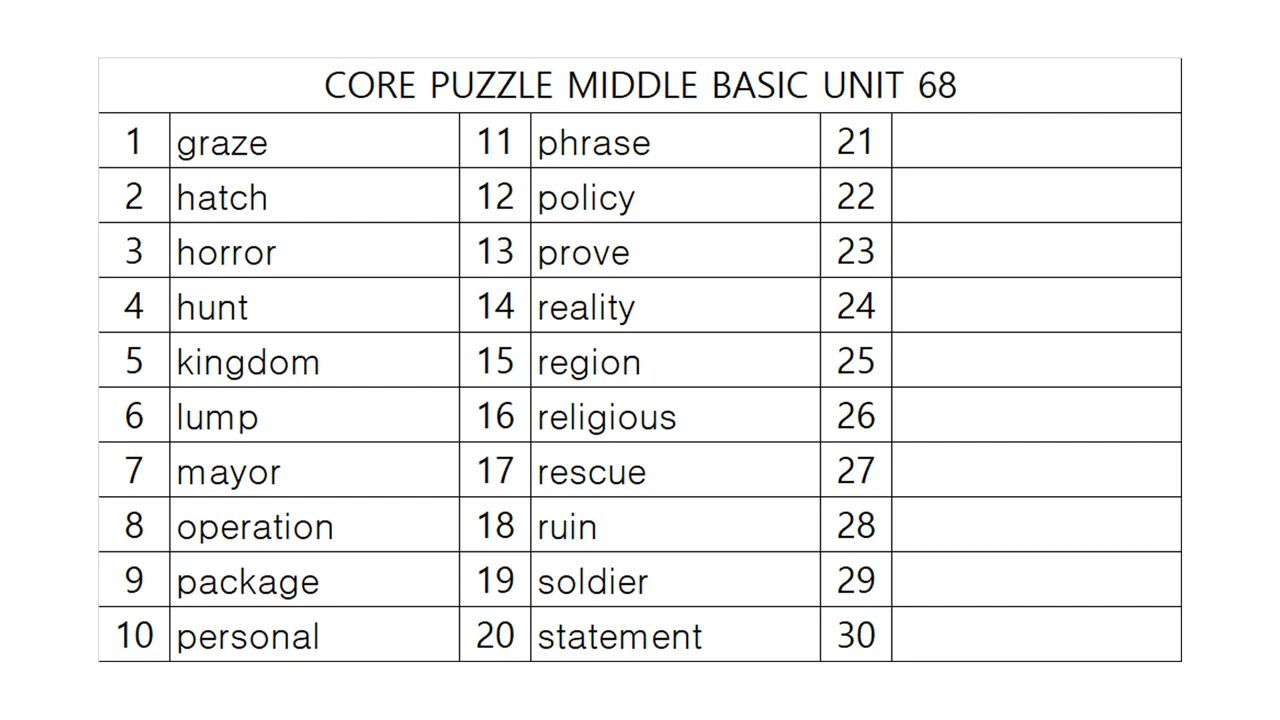 CORE PUZZLE MIDDLE BASIC UNIT 68
1 graze 11 phrase 21
2 hatch 12 policy 22
3 horror 13 prove 23
4 hunt 14 reality 24
5 kingdom 15 region 25
6 lump 16 religious 26
7 mayor 17 rescue 27
8 operation 18 ruin 28
9 package 19 soldier 29
10 personal 20 statement 30